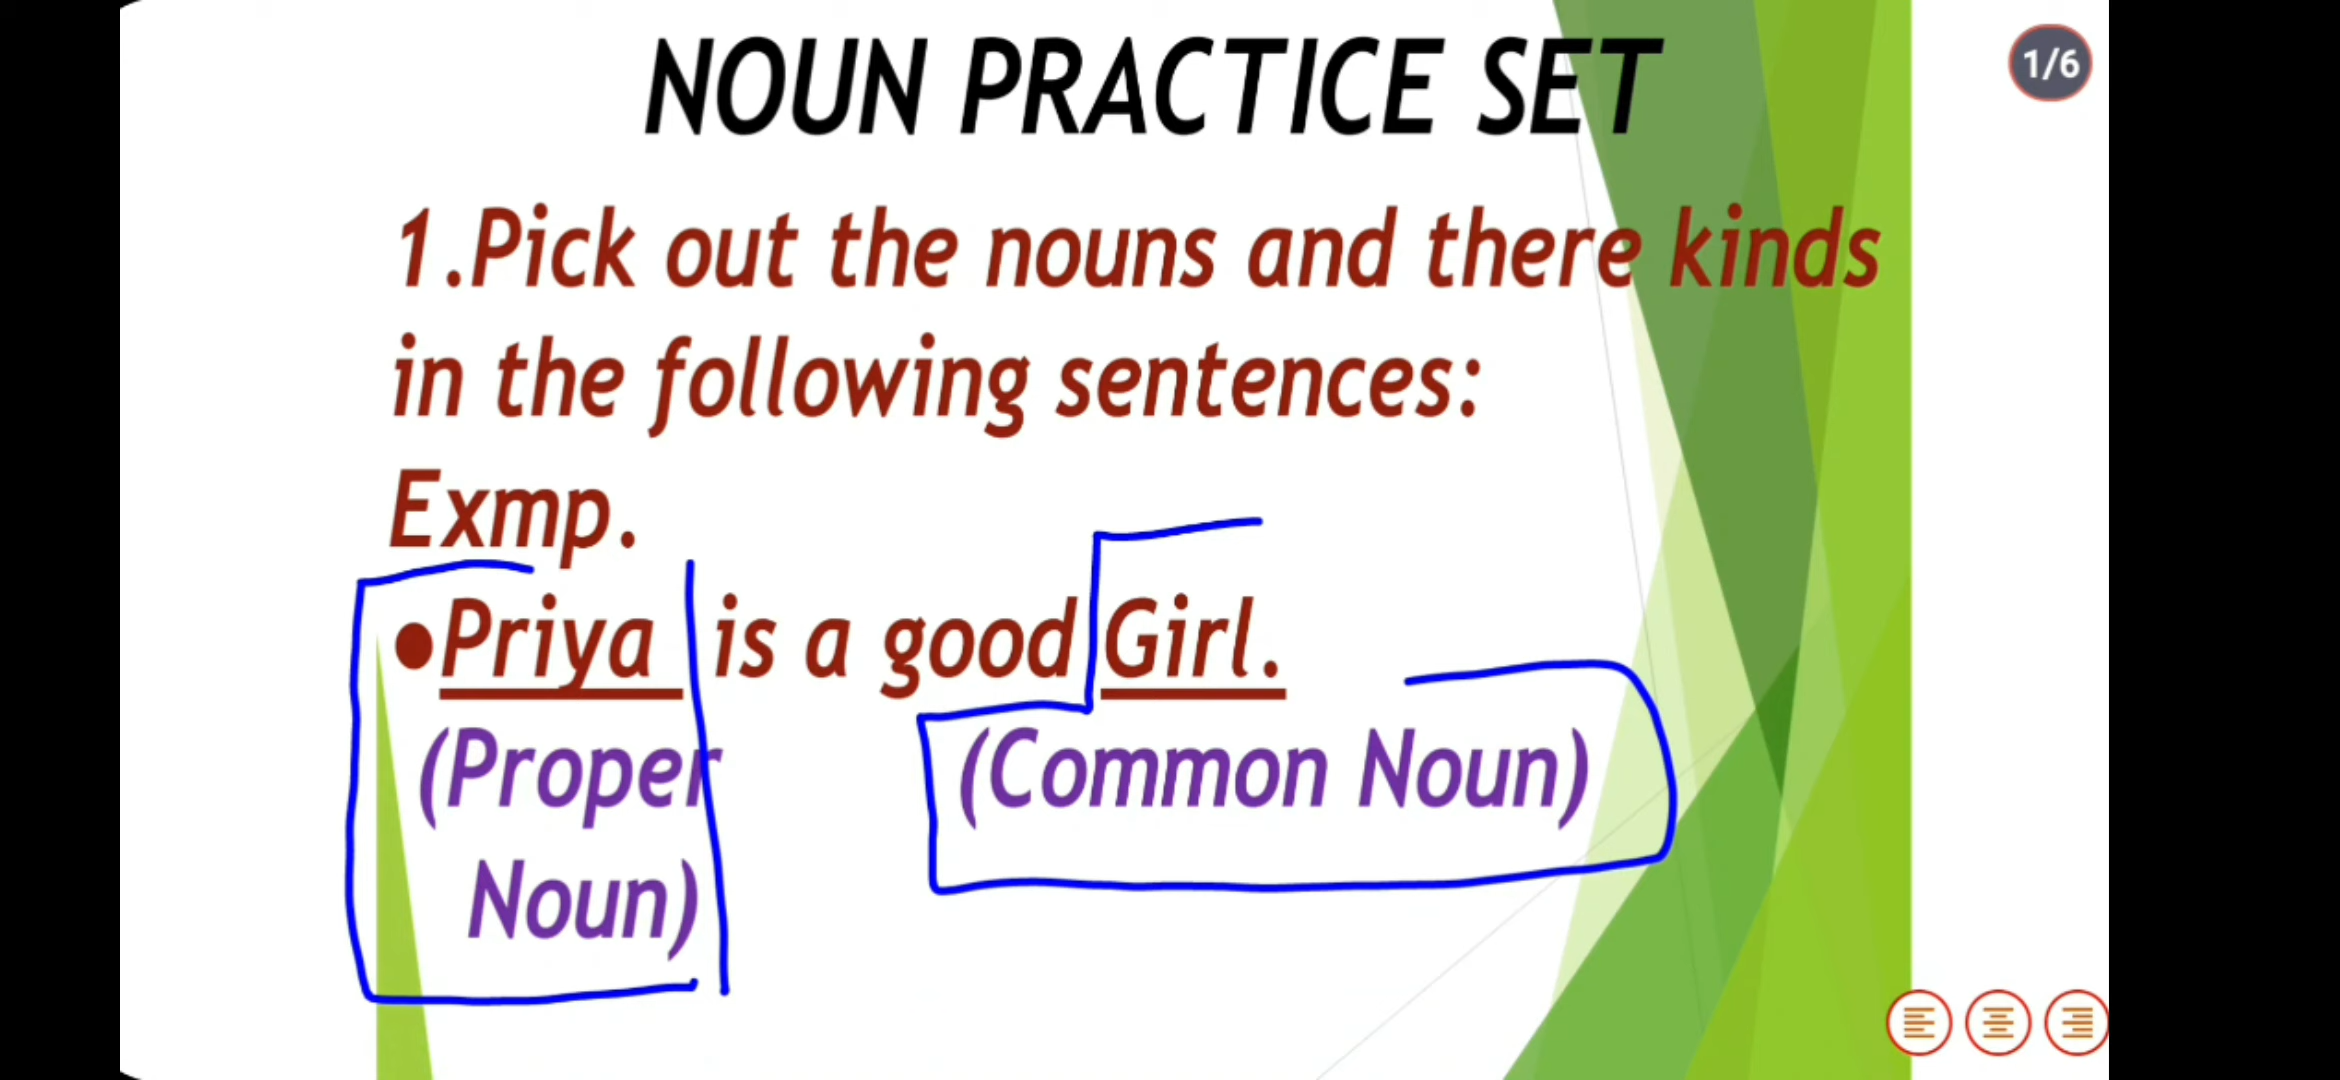 NOUN PRACTICE SET
1/6
1.Pick out the nouns and there kinds
in the following sentences:
Exmp.
●Priya is a good Girl.
(Proper (Common Noun)
Noun)